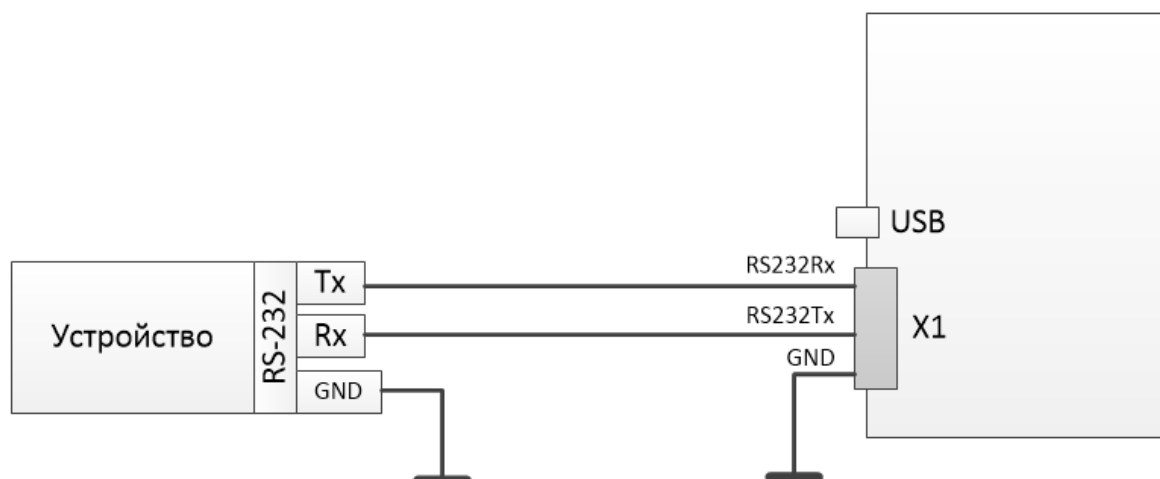 USB
RS232Rx
Tx
RS-232
Устройство
RS232Tx
Rx
X1
GND
GND